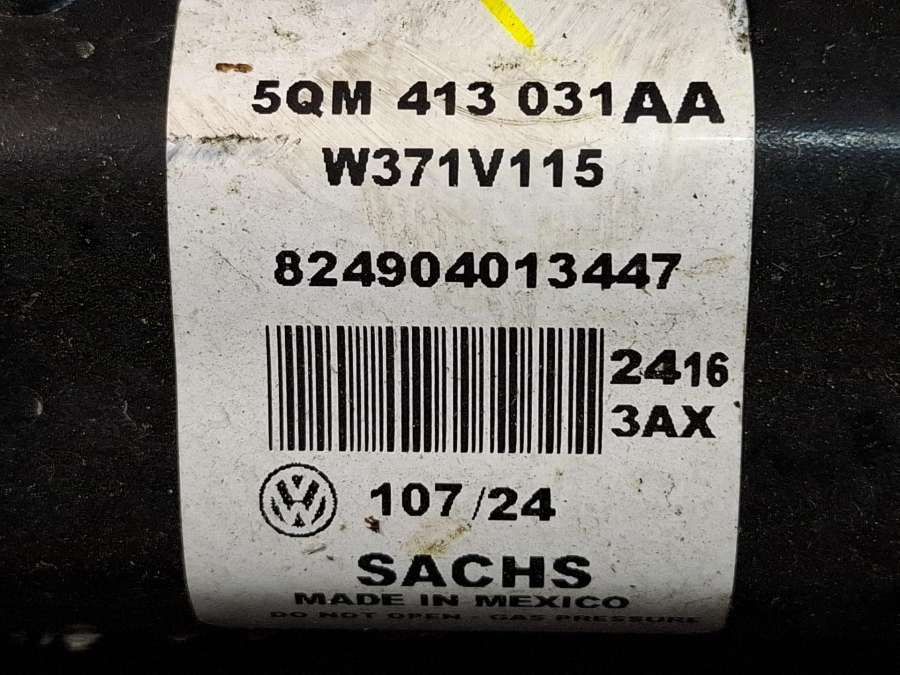 5QM 413 031AA
W371V115
824904013447
2416
3AX
107/24
SACHS
MADE IN MEXICO
DO NOT OPEN - GAS PRESSURE